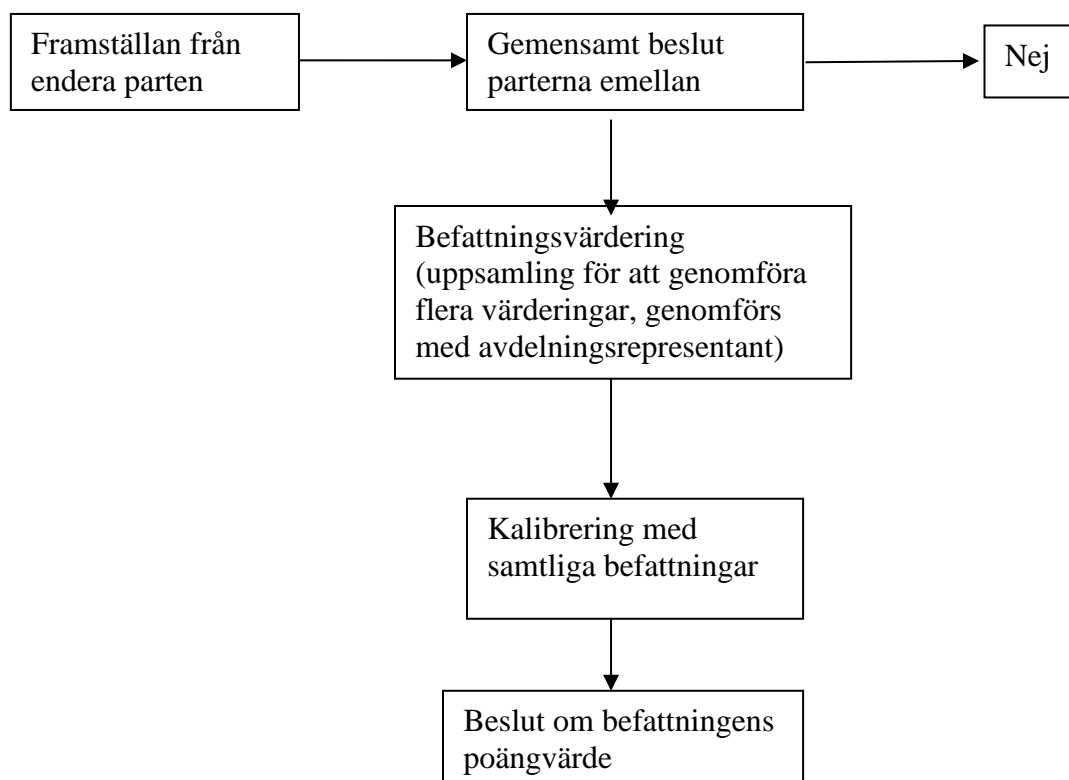 Framställan från
endera parten
Gemensamt beslut
parterna emellan
Nej
Befattningsvärdering
(uppsamling för att genomföra
flera värderingar, genomförs
med avdelningsrepresentant)
Kalibrering med
samtliga befattningar
Beslut om befattningens
poängvärde